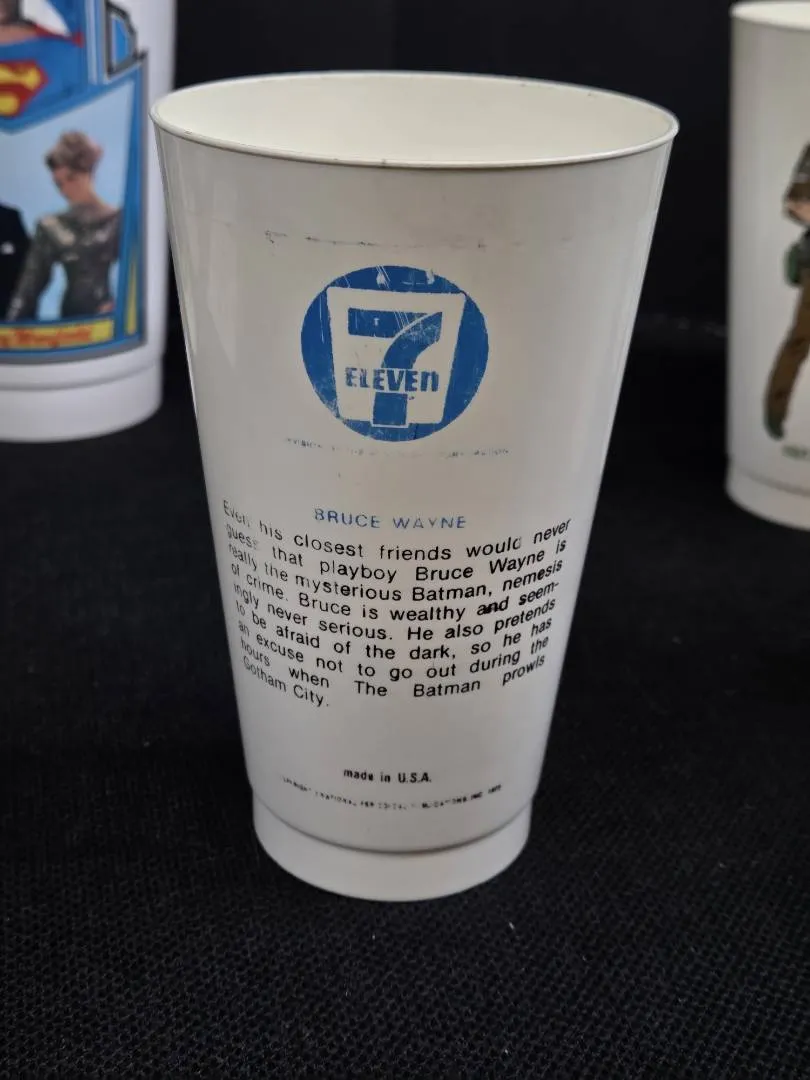 7
ELEVEn
BRUCE WAYNE
Even his closest friends would never
guess that playboy Bruce Wayne is
really the mysterious Batman, nemesis
of crime. Bruce is wealthy and seem-
ingly never serious. He also pretends
to be afraid of the dark, so he has
an excuse not to go out during the
hours when The Batman prowls
Gotham City.
made in U.S.A.